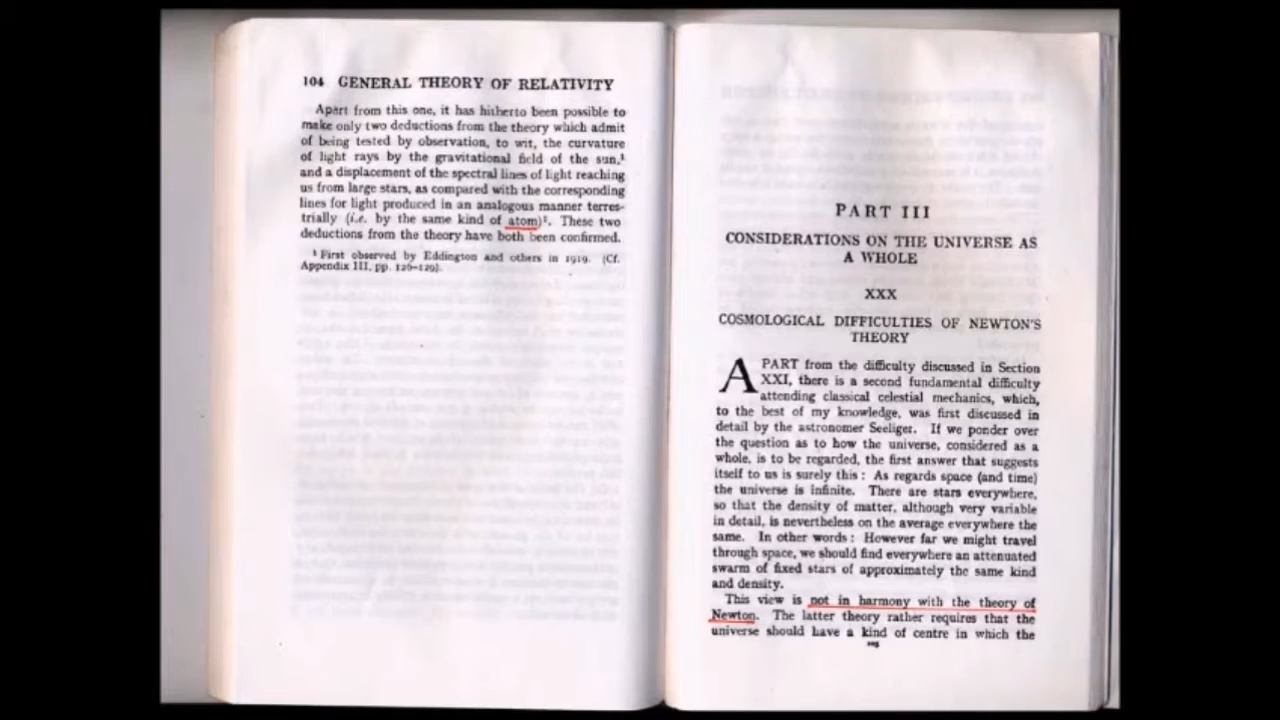 104 GENERAL THEORY OF RELATIVITY
Apart from this one, it has hitherto been possible to
make only two deductions from the theory which admit
of being tested by observation, to wit, the curvature
of light rays by the gravitational field of the sun,¹
and a displacement of the spectral lines of light reaching
us from large stars, as compared with the corresponding
lines for light produced in an analogous manner terres-
trially (i.e. by the same kind of atom)¹. These two
deductions from the theory have both been confirmed.
¹ First observed by Eddington and others in 1919. (Cf.
Appendix III, pp. 126-129).
PART III
CONSIDERATIONS ON THE UNIVERSE AS
A WHOLE
XXX
COSMOLOGICAL DIFFICULTIES OF NEWTON'S
THEORY
APART from the difficulty discussed in Section
XXI, there is a second fundamental difficulty
attending classical celestial mechanics, which,
to the best of my knowledge, was first discussed in
detail by the astronomer Seeliger. If we ponder over
the question as to how the universe, considered as a
whole, is to be regarded, the first answer that suggests
itself to us is surely this: As regards space (and time)
the universe is infinite. There are stars everywhere,
so that the density of matter, although very variable
in detail, is nevertheless on the average everywhere the
same. In other words: However far we might travel
through space, we should find everywhere an attenuated
swarm of fixed stars of approximately the same kind
and density.
This view is not in harmony with the theory of
Newton. The latter theory rather requires that the
universe should have a kind of centre in which the
105